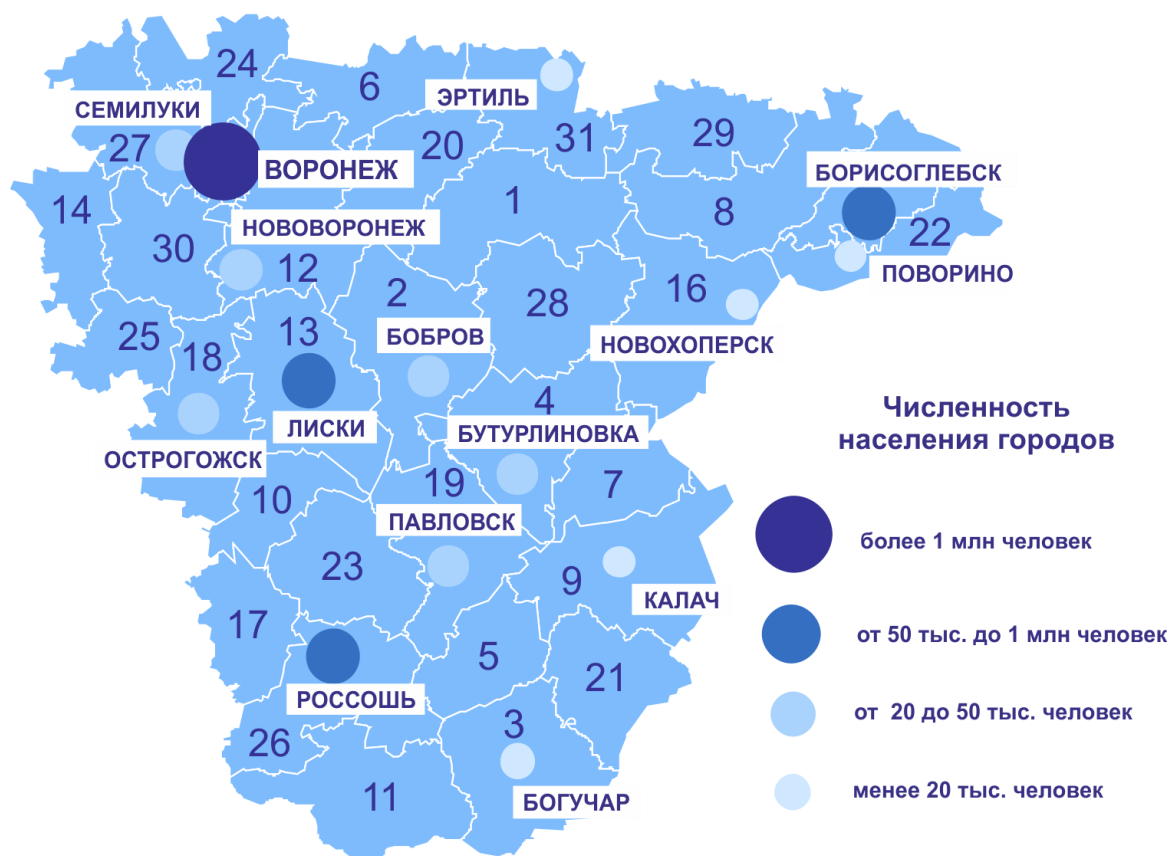 24
6
ЭРТИЛЬ
СЕМИЛУКИ
27
20
31
29
ВОРОНЕЖ
БОРИСОГЛЕБСК
14
1
8
НОВОВОРОНЕЖ
22
30
12
ПОВОРИНО
2
28
16
25
18
13
БОБРОВ
НОВОХОПЕРСК
4
ЛИСКИ
БУТУРЛИНОВКА
ОСТРОГОЖСК
19
7
10
ПАВЛОВСК
23
9
КАЛАЧ
17
5
21
РОССОШЬ
3
26
11
БОГУЧАР
Численность
населения городов
более 1 млн человек
от 50 тыс. до 1 млн человек
от 20 до 50 тыс. человек
менее 20 тыс. человек